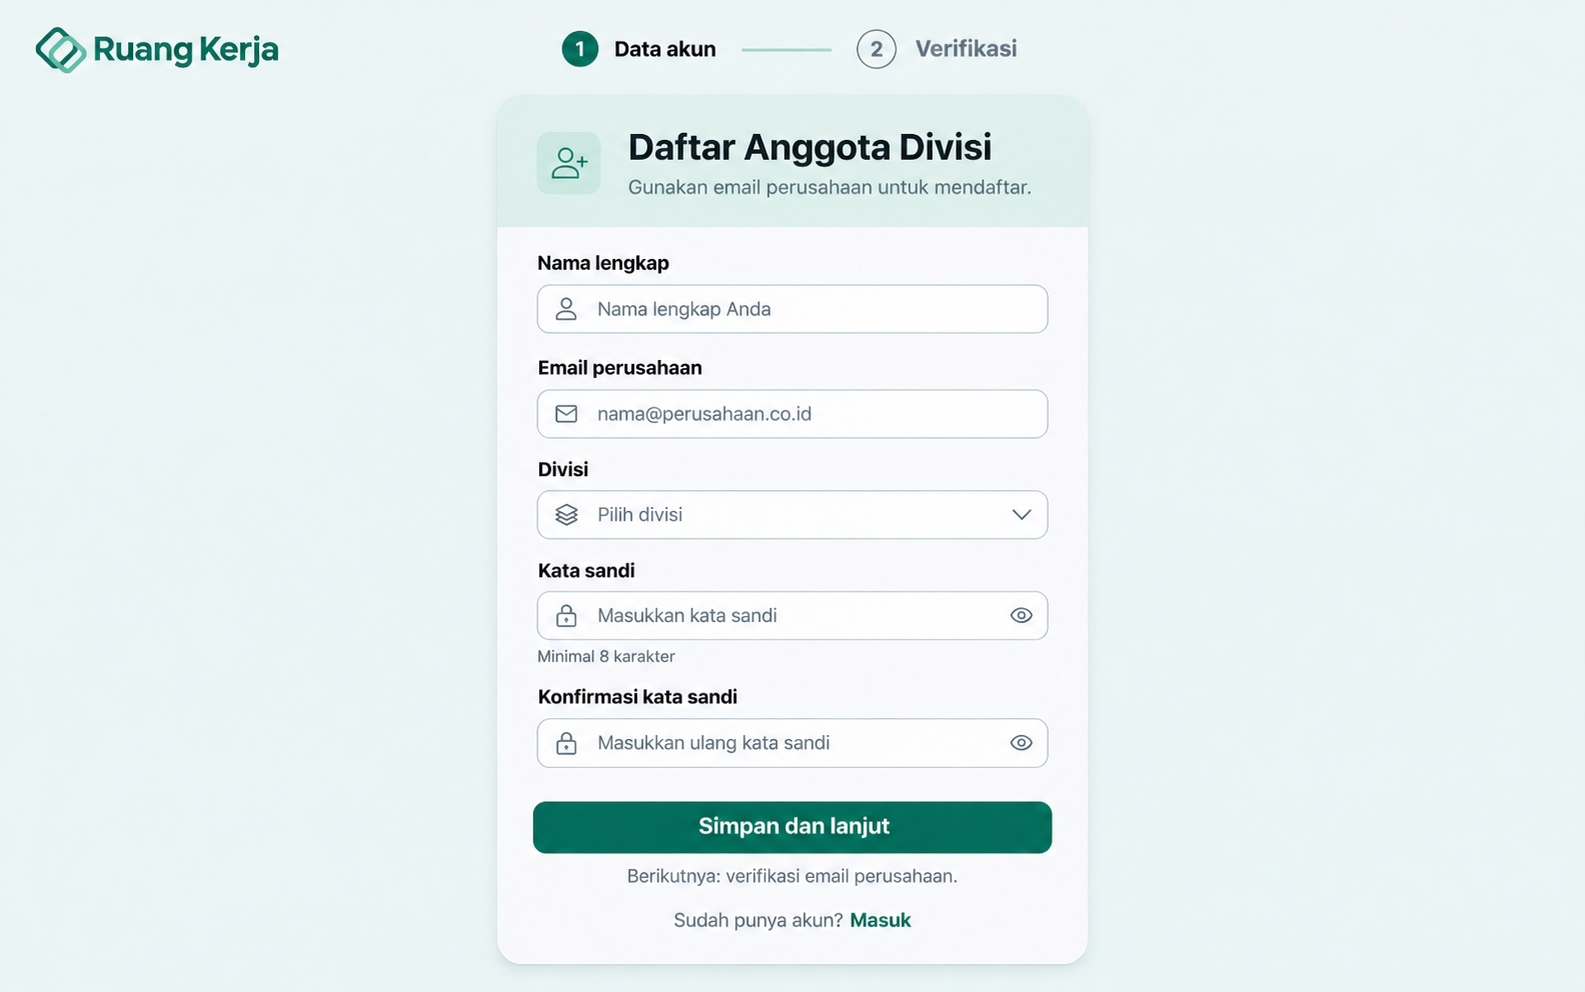 Ruang Kerja
1 Data akun
2 Verifikasi
Daftar Anggota Divisi
Gunakan email perusahaan untuk mendaftar.
Nama lengkap
Nama lengkap Anda
Email perusahaan
nama@perusahaan.co.id
Divisi
Pilih divisi
Kata sandi
Masukkan kata sandi
Minimal 8 karakter
Konfirmasi kata sandi
Masukkan ulang kata sandi
Simpan dan lanjut
Berikutnya: verifikasi email perusahaan.
Sudah punya akun? Masuk